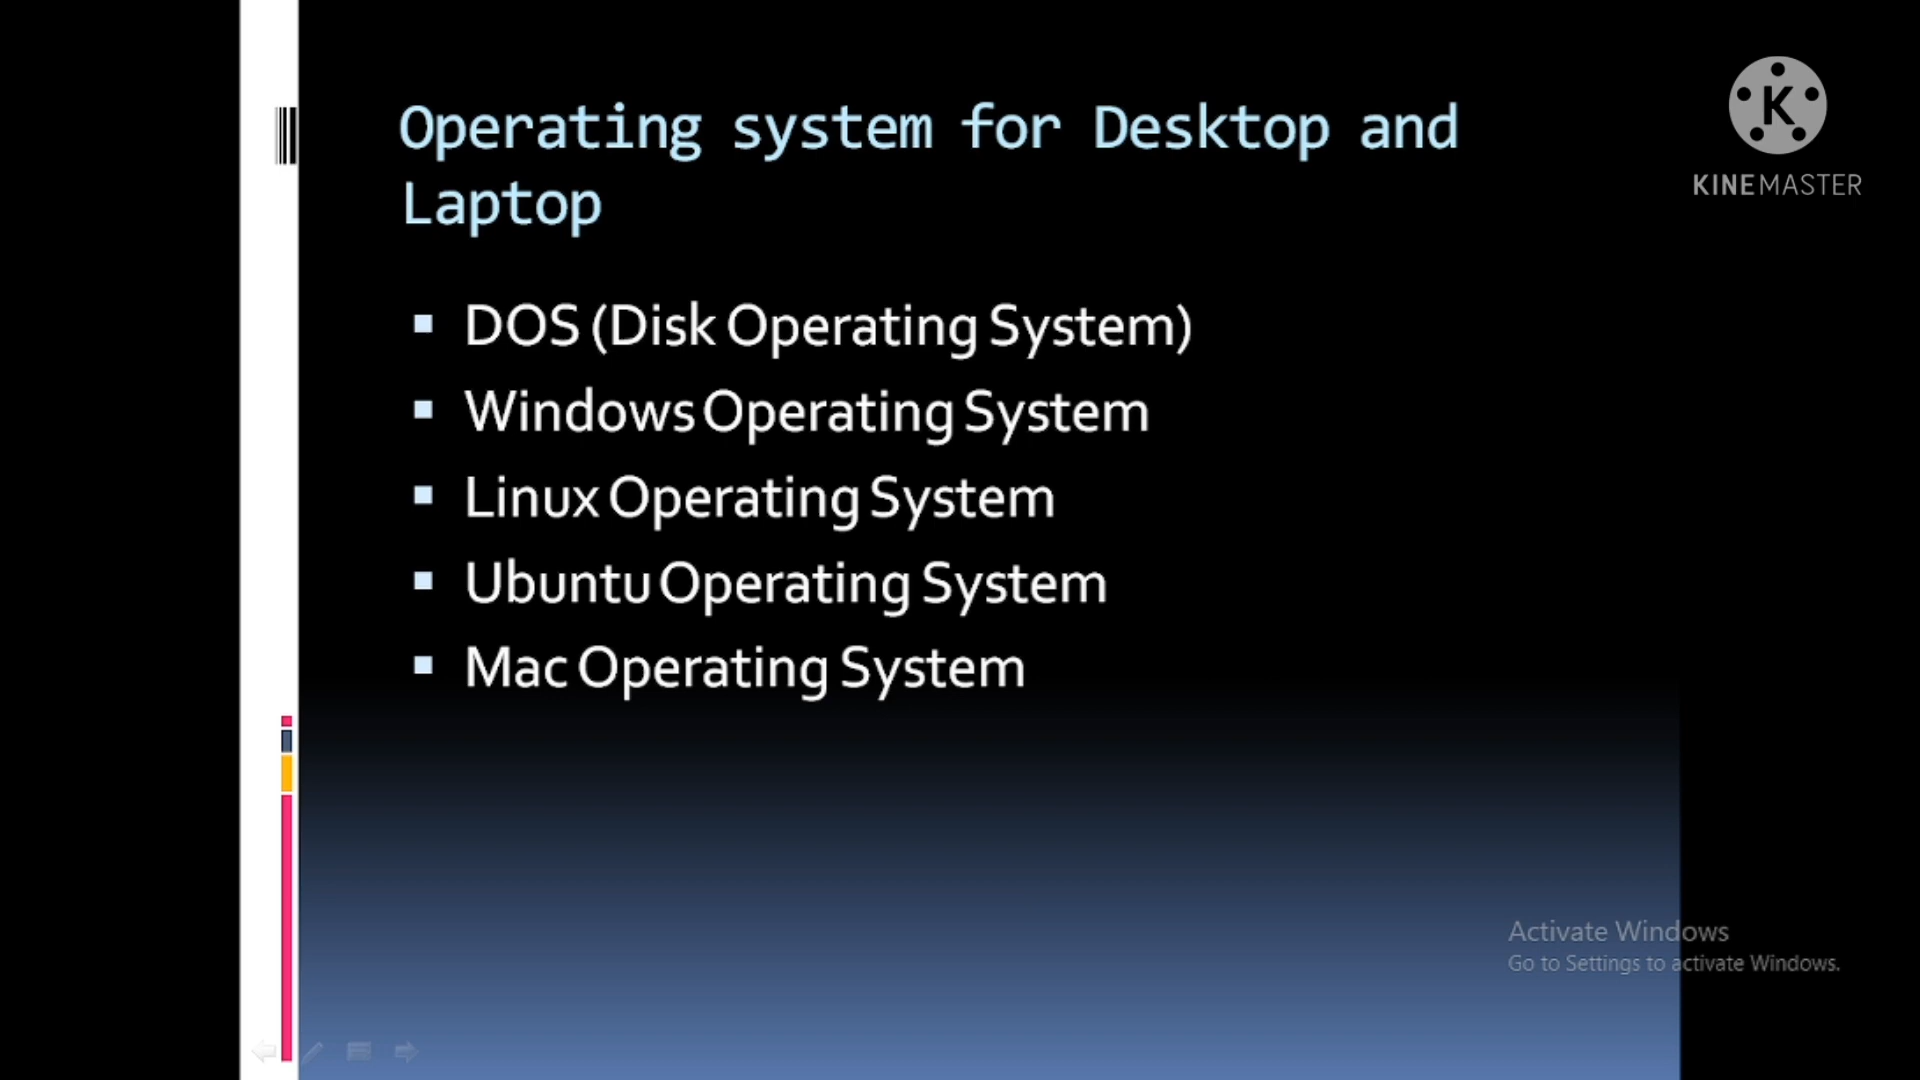 Operating system for Desktop and
Laptop
DOS (Disk Operating System)
Windows Operating System
Linux Operating System
Ubuntu Operating System
Mac Operating System
K
KINEMASTER
Activate Windows
Go to Settings to activate Windows.